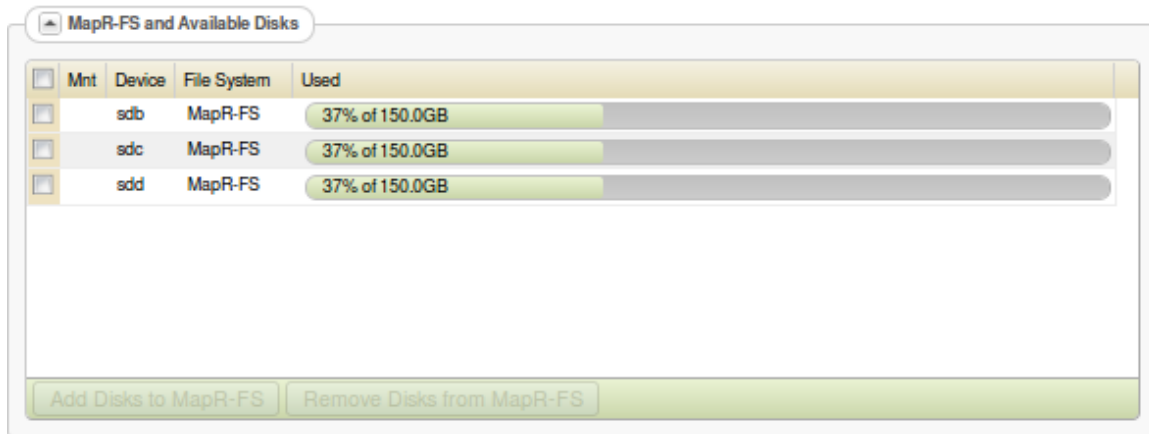 MapR-FS and Available Disks
Mnt Device File System Used
sdb MapR-FS 37% of 150.0GB
sdc MapR-FS 37% of 150.0GB
sdd MapR-FS 37% of 150.0GB
Add Disks to MapR-FS Remove Disks from MapR-FS